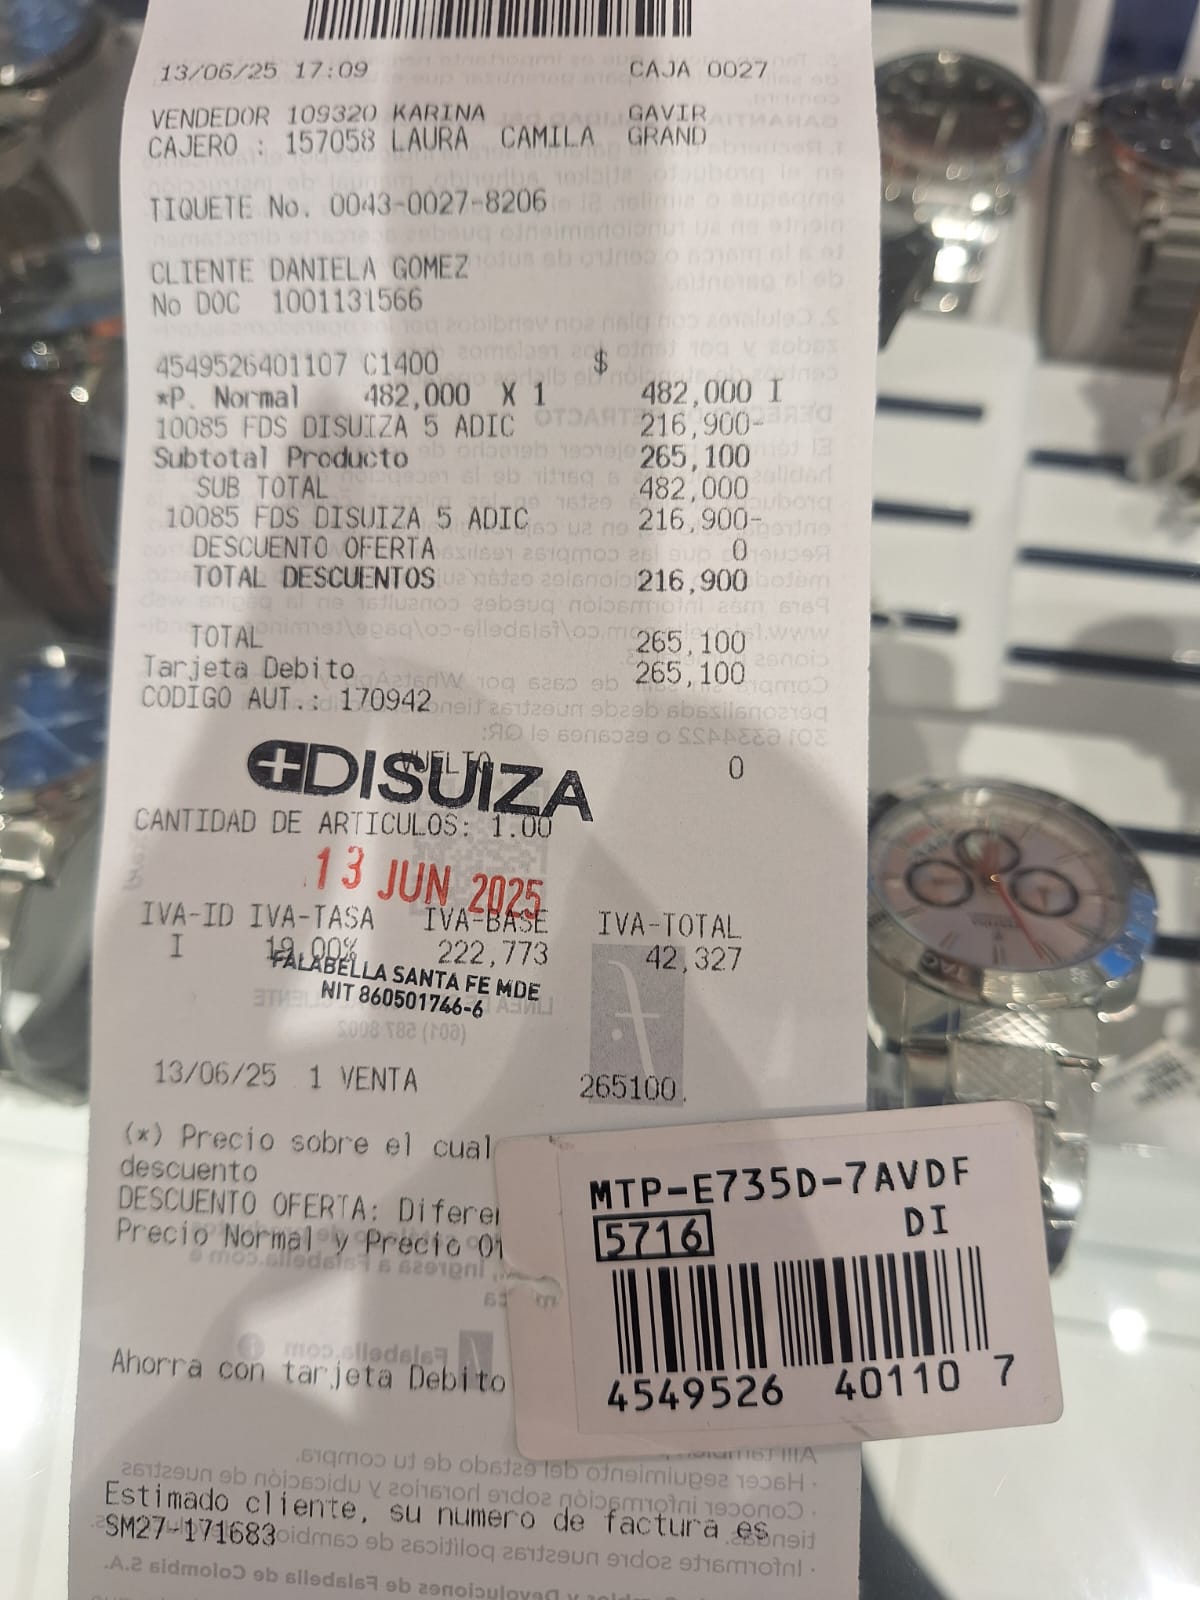 13/06/25 17:09 CAJA 0027
VENDEDOR 109320 KARINA GAVIR
CAJERO : 157058 LAURA CAMILA GRAND
TIQUETE No. 0043-0027-8206
CLIENTE DANIELA GOMEZ
No DOC 1001131566
4549526401107 C1400 $
*P. Normal 482,000 X 1 482,000 I
10085 FDS DISUIZA 5 ADIC 216,900-
Subtotal Producto 265,100
SUB TOTAL 482,000
10085 FDS DISUIZA 5 ADIC 216,900-
DESCUENTO OFERTA 0
TOTAL DESCUENTOS 216,900
TOTAL 265,100
Tarjeta Debito 265,100
CODIGO AUT.: 170942
VUELTO 0
DISUIZA
CANTIDAD DE ARTICULOS: 1.00
13 JUN 2025
IVA-ID IVA-TASA IVA-BASE IVA-TOTAL
I 19.00% 222,773 42,327
FALABELLA SANTA FE MDE
NIT 860501746-6
13/06/25 1 VENTA 265100.
(*) Precio sobre el cual
descuento
DESCUENTO OFERTA:
Precio Normal y Precio
MTP-E735D-7AVDF
5716 DI
4549526 40110 7
Ahorra con tarjeta Debito
Estimado cliente, su numero de factura es
SM27-171683